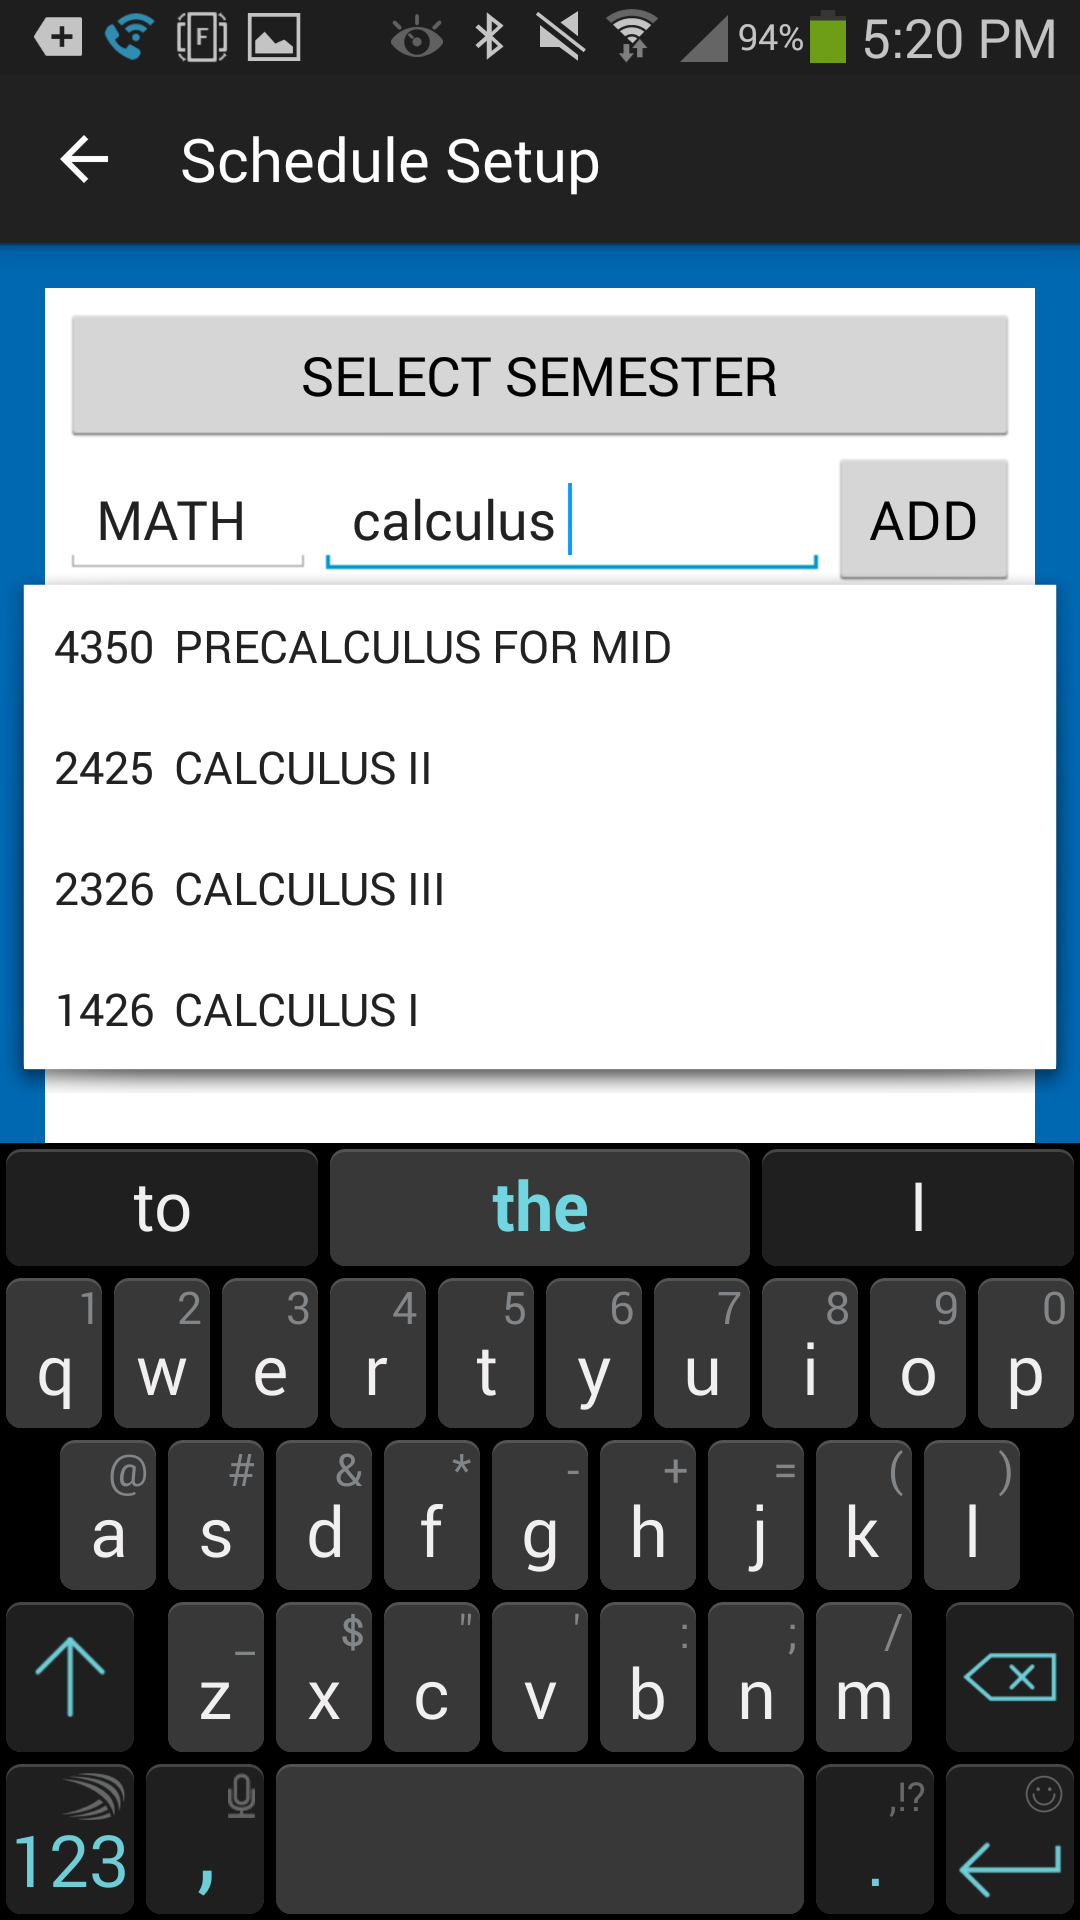 F 94% 5:20 PM
Schedule Setup
SELECT SEMESTER
MATH calculus ADD
4350 PRECALCULUS FOR MID
2425 CALCULUS II
2326 CALCULUS III
1426 CALCULUS I
to the I
1 2 3 4 5 6 7 8 9 0
q w e r t y u i o p
@ # & * - + = ( )
a s d f g h j k l
_ $ " ' : ; /
z x c v b n m
,!?
123 , .